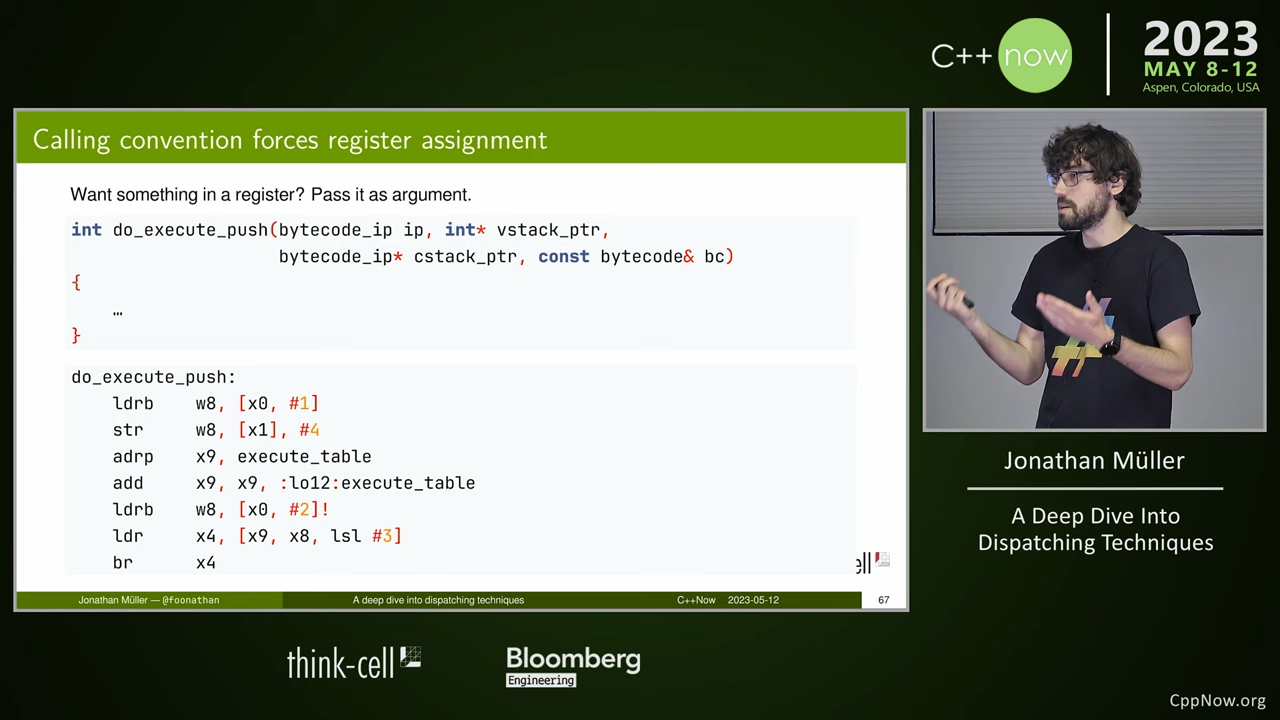 C++ now
2023
MAY 8-12
Aspen, Colorado, USA
Calling convention forces register assignment
Want something in a register? Pass it as argument.
int do_execute_push(bytecode_ip ip, int* vstack_ptr,
bytecode_ip* cstack_ptr, const bytecode& bc)
{
…
}
do_execute_push:
ldrb w8, [x0, #1]
str w8, [x1], #4
adrp x9, execute_table
add x9, x9, :lo12:execute_table
ldrb w8, [x0, #2]!
ldr x4, [x9, x8, lsl #3]
br x4
ell
Jonathan Müller — @foonathan
A deep dive into dispatching techniques
C++Now 2023-05-12
67
Jonathan Müller
A Deep Dive Into
Dispatching Techniques
think-cell
Bloomberg
Engineering
CppNow.org